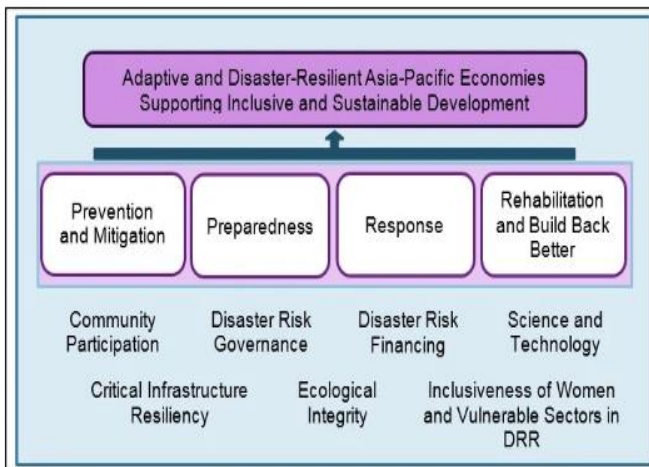 Adaptive and Disaster-Resilient Asia-Pacific Economies
Supporting Inclusive and Sustainable Development
Prevention
and Mitigation
Preparedness
Response
Rehabilitation
and Build Back
Better
Community
Participation
Disaster Risk
Governance
Disaster Risk
Financing
Science and
Technology
Critical Infrastructure
Resiliency
Ecological
Integrity
Inclusiveness of Women
and Vulnerable Sectors in
DRR